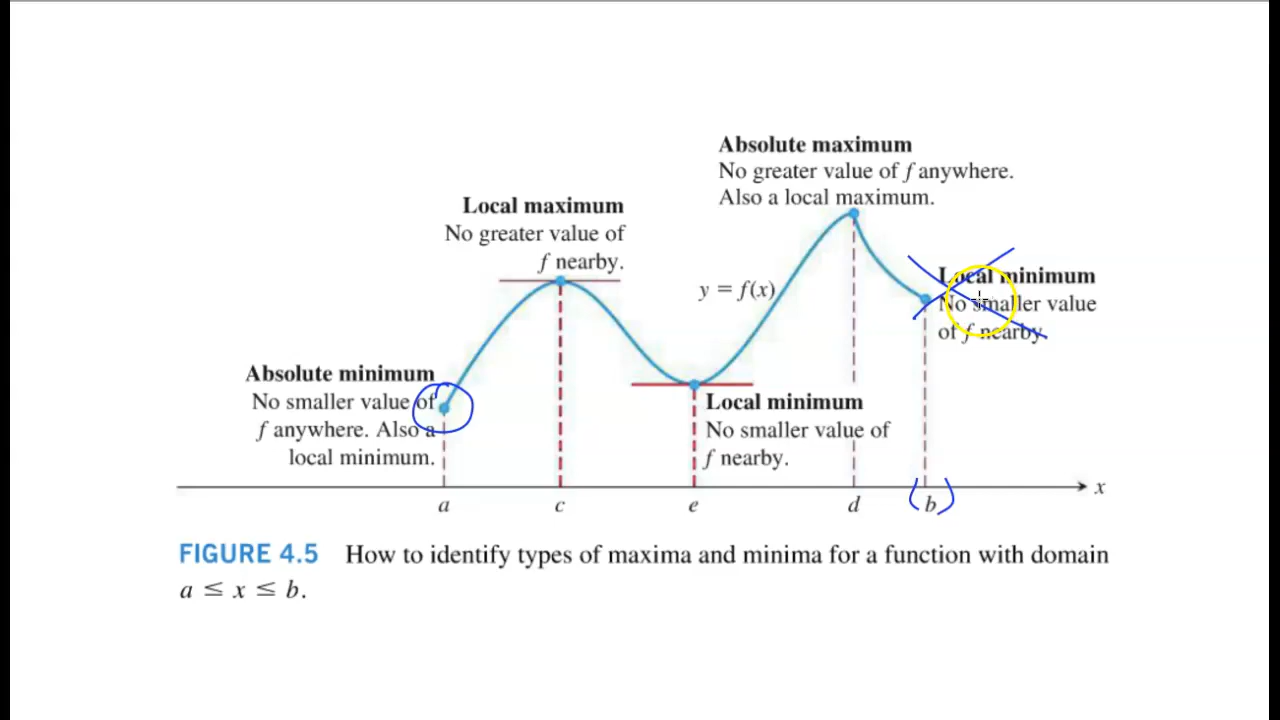 Absolute maximum
No greater value of f anywhere.
Also a local maximum.
Local maximum
No greater value of
f nearby.
y = f(x)
Local minimum
No smaller value
of f nearby.
Absolute minimum
No smaller value of
f anywhere. Also a
local minimum.
Local minimum
No smaller value of
f nearby.
a c e d (b) x
FIGURE 4.5 How to identify types of maxima and minima for a function with domain
a ≤ x ≤ b.